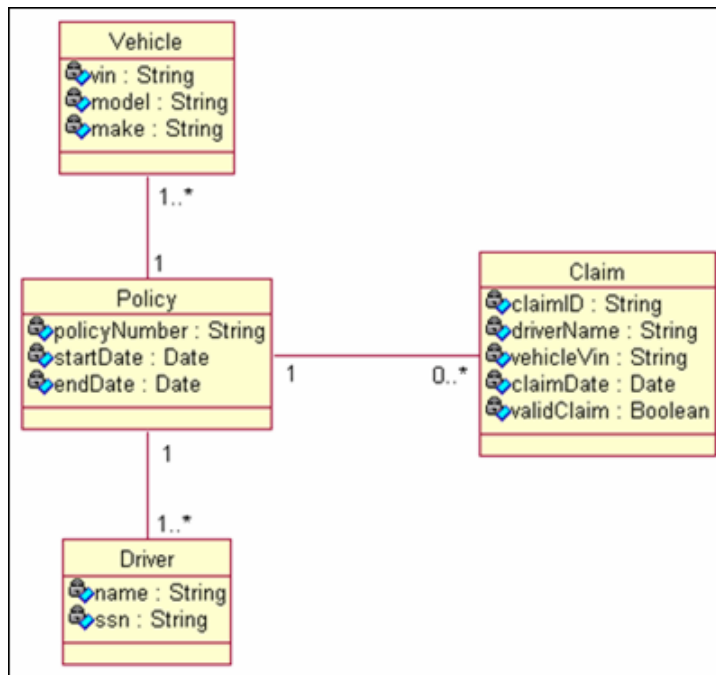 Vehicle
vin : String
model : String
make : String
1..*
1
Policy
policyNumber : String
startDate : Date
endDate : Date
1
0..*
Claim
claimID : String
driverName : String
vehicleVin : String
claimDate : Date
validClaim : Boolean
1
1..*
Driver
name : String
ssn : String